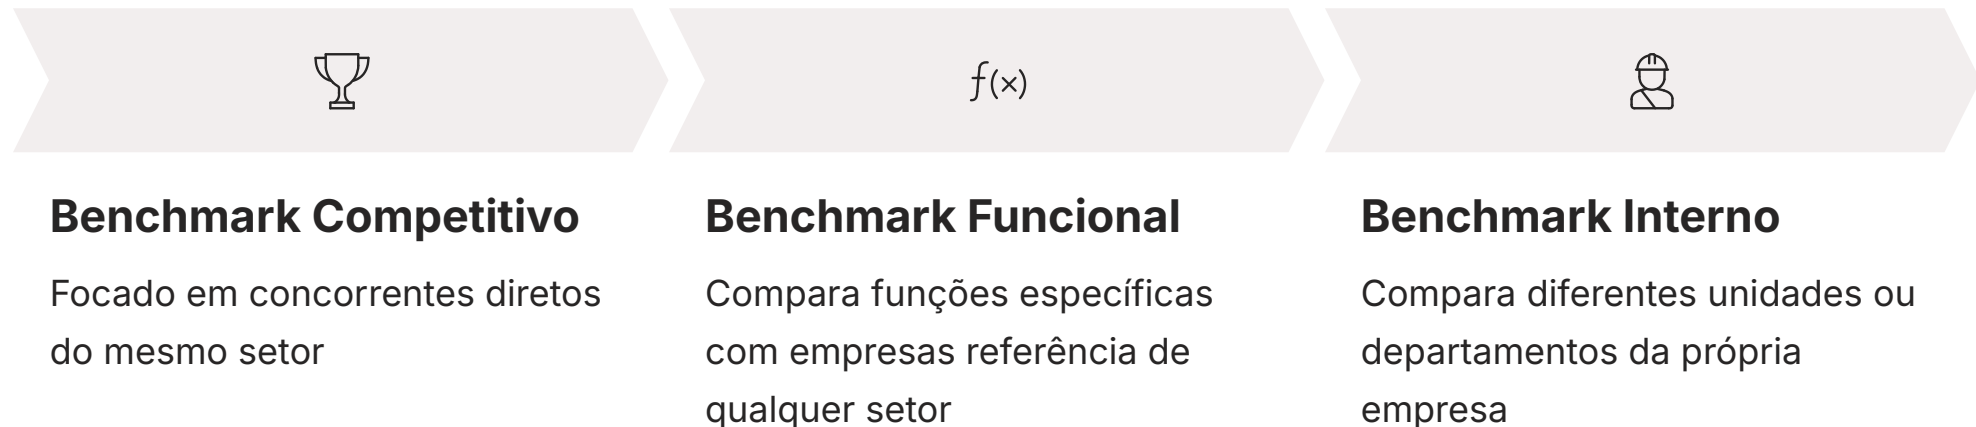 f(x)
Benchmark Competitivo
Focado em concorrentes diretos
do mesmo setor
Benchmark Funcional
Compara funções específicas
com empresas referência de
qualquer setor
Benchmark Interno
Compara diferentes unidades ou
departamentos da própria
empresa